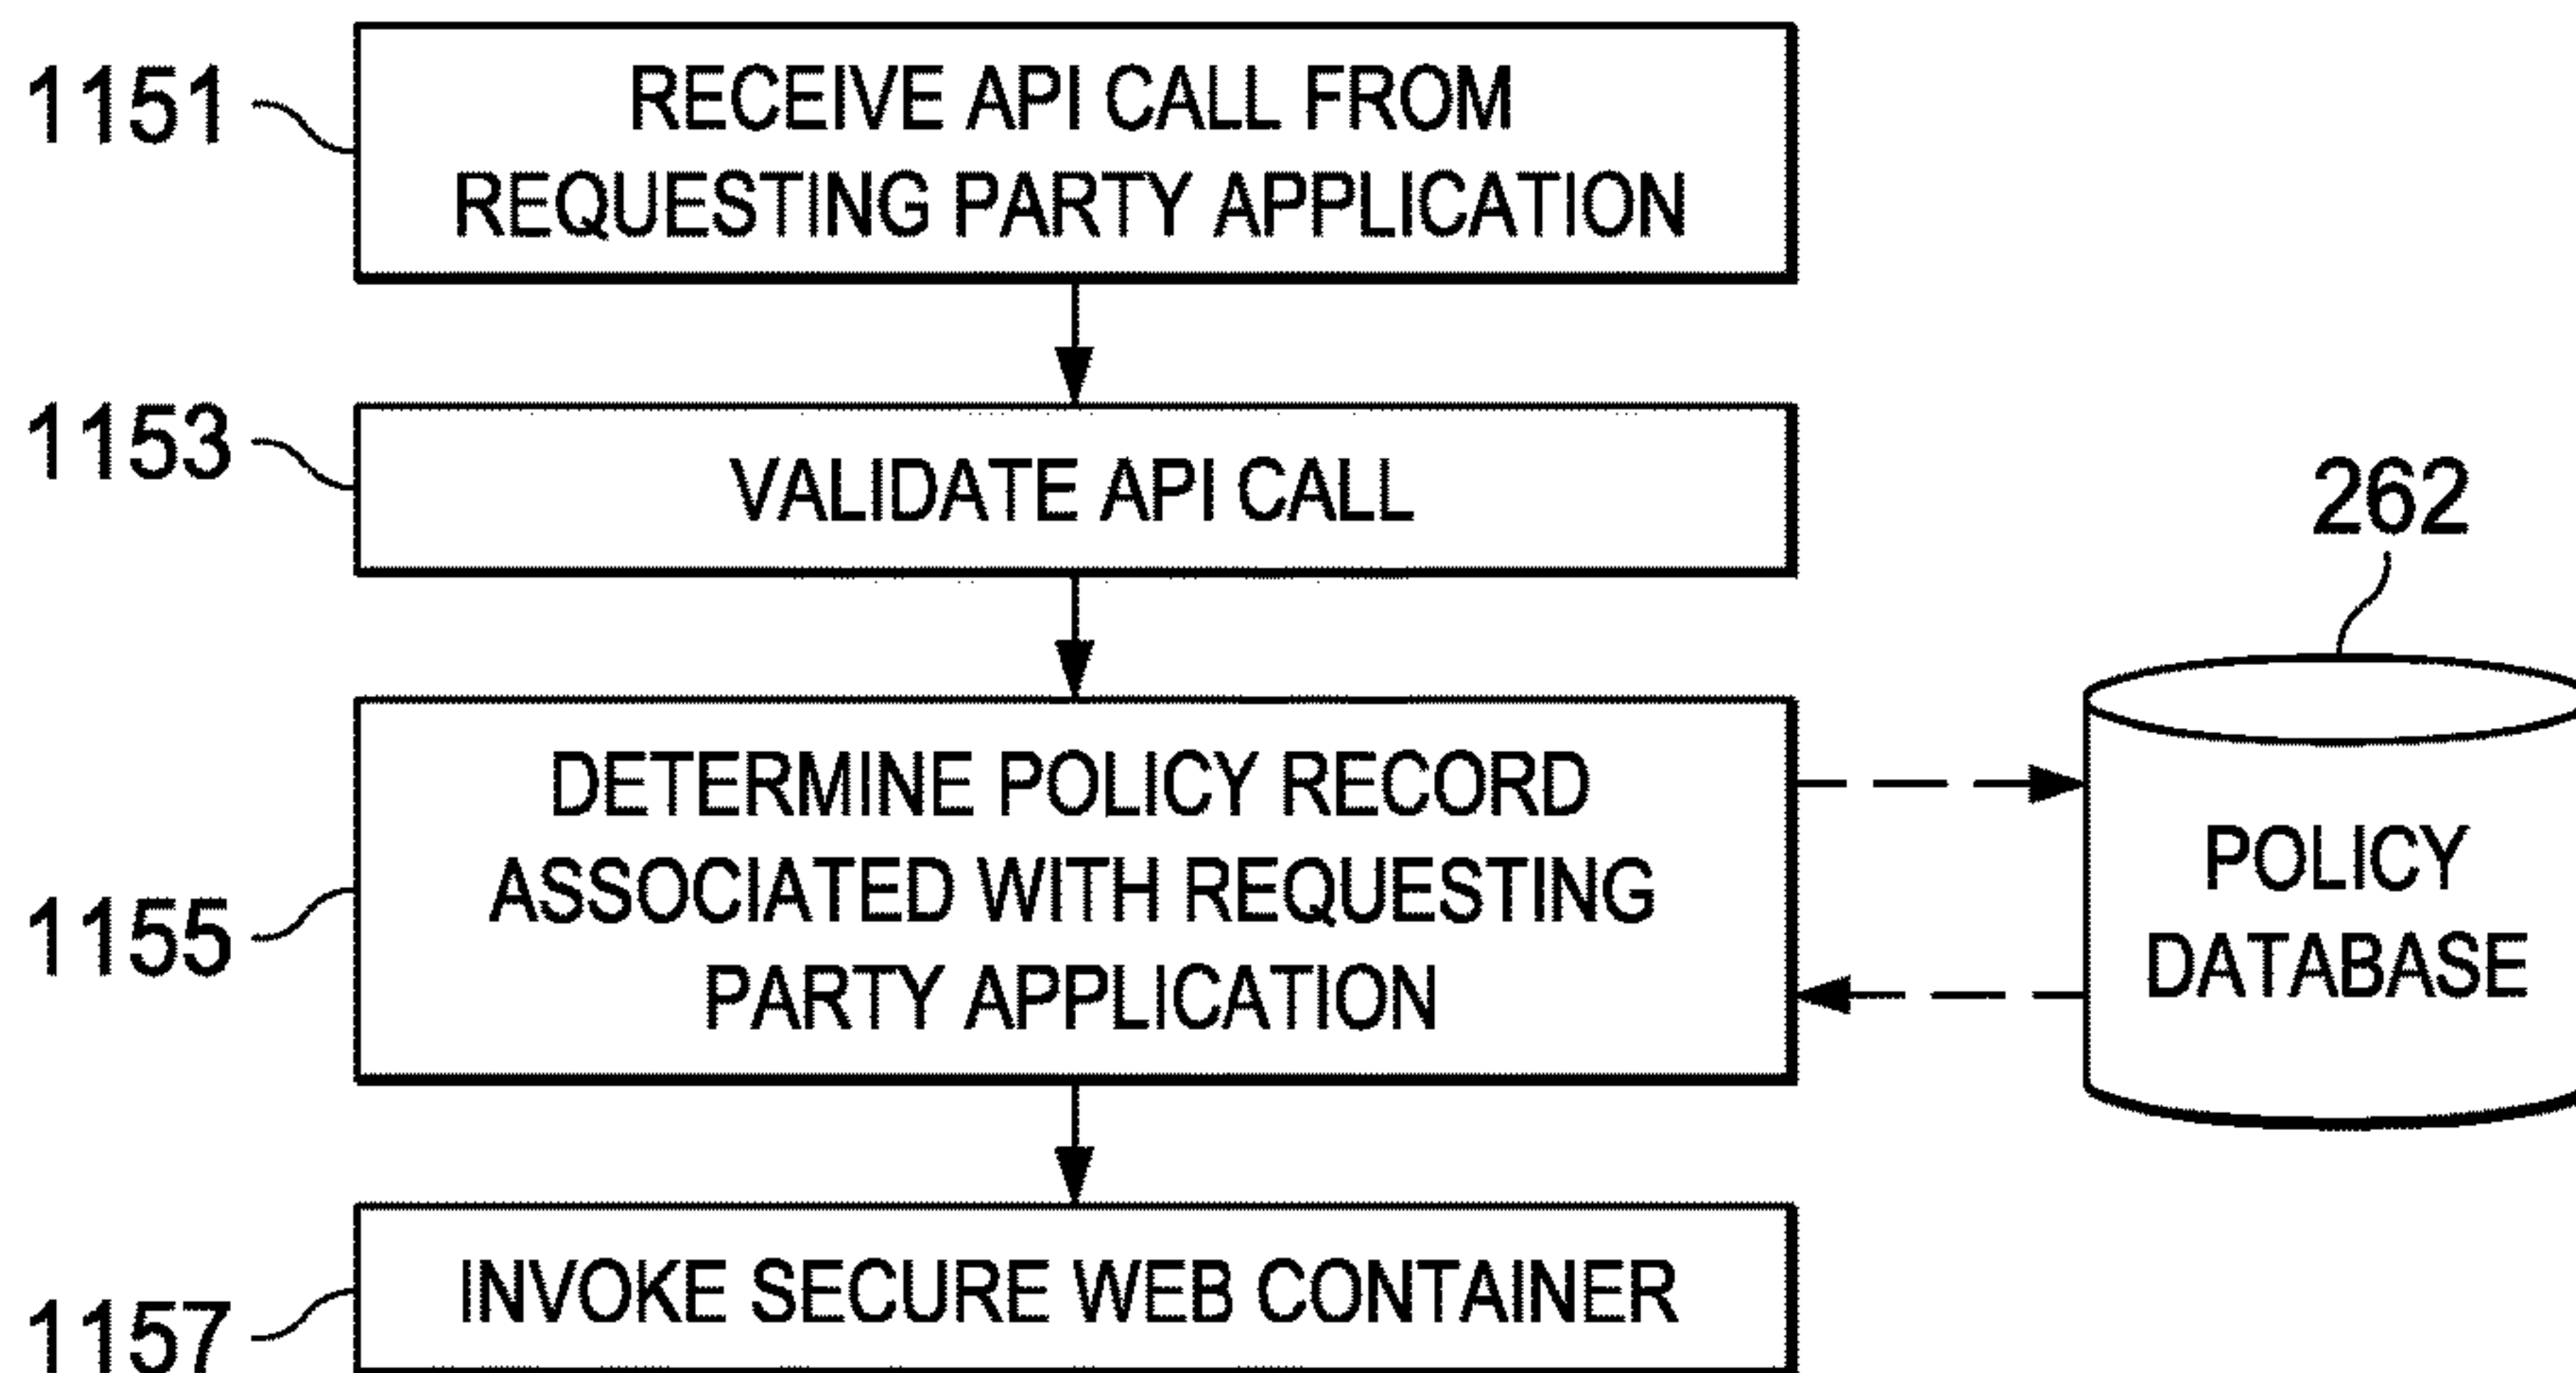 1151
RECEIVE API CALL FROM
REQUESTING PARTY APPLICATION
1153
VALIDATE API CALL
262
1155
DETERMINE POLICY RECORD
ASSOCIATED WITH REQUESTING
PARTY APPLICATION
POLICY
DATABASE
1157
INVOKE SECURE WEB CONTAINER